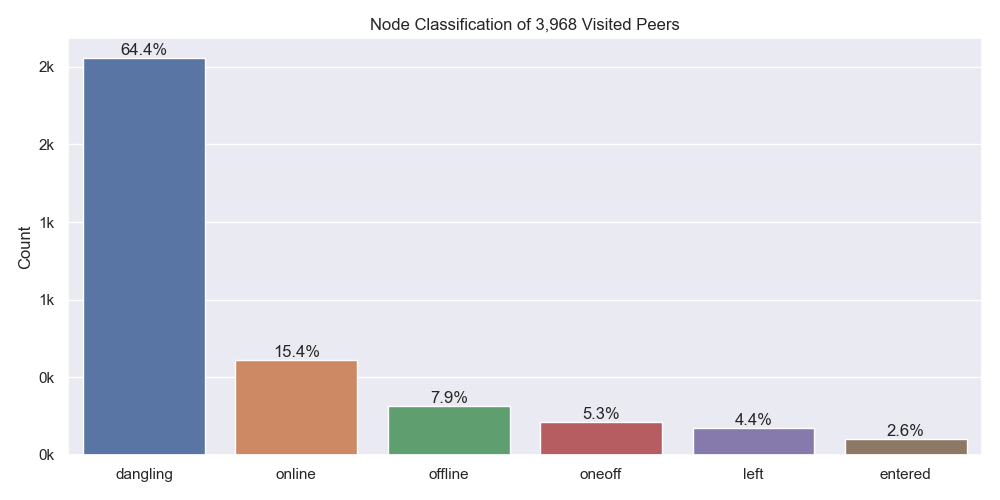 Node Classification of 3,968 Visited Peers
Count
2k
2k
1k
1k
0k
0k
64.4%
15.4%
7.9%
5.3%
4.4%
2.6%
dangling
online
offline
oneoff
left
entered